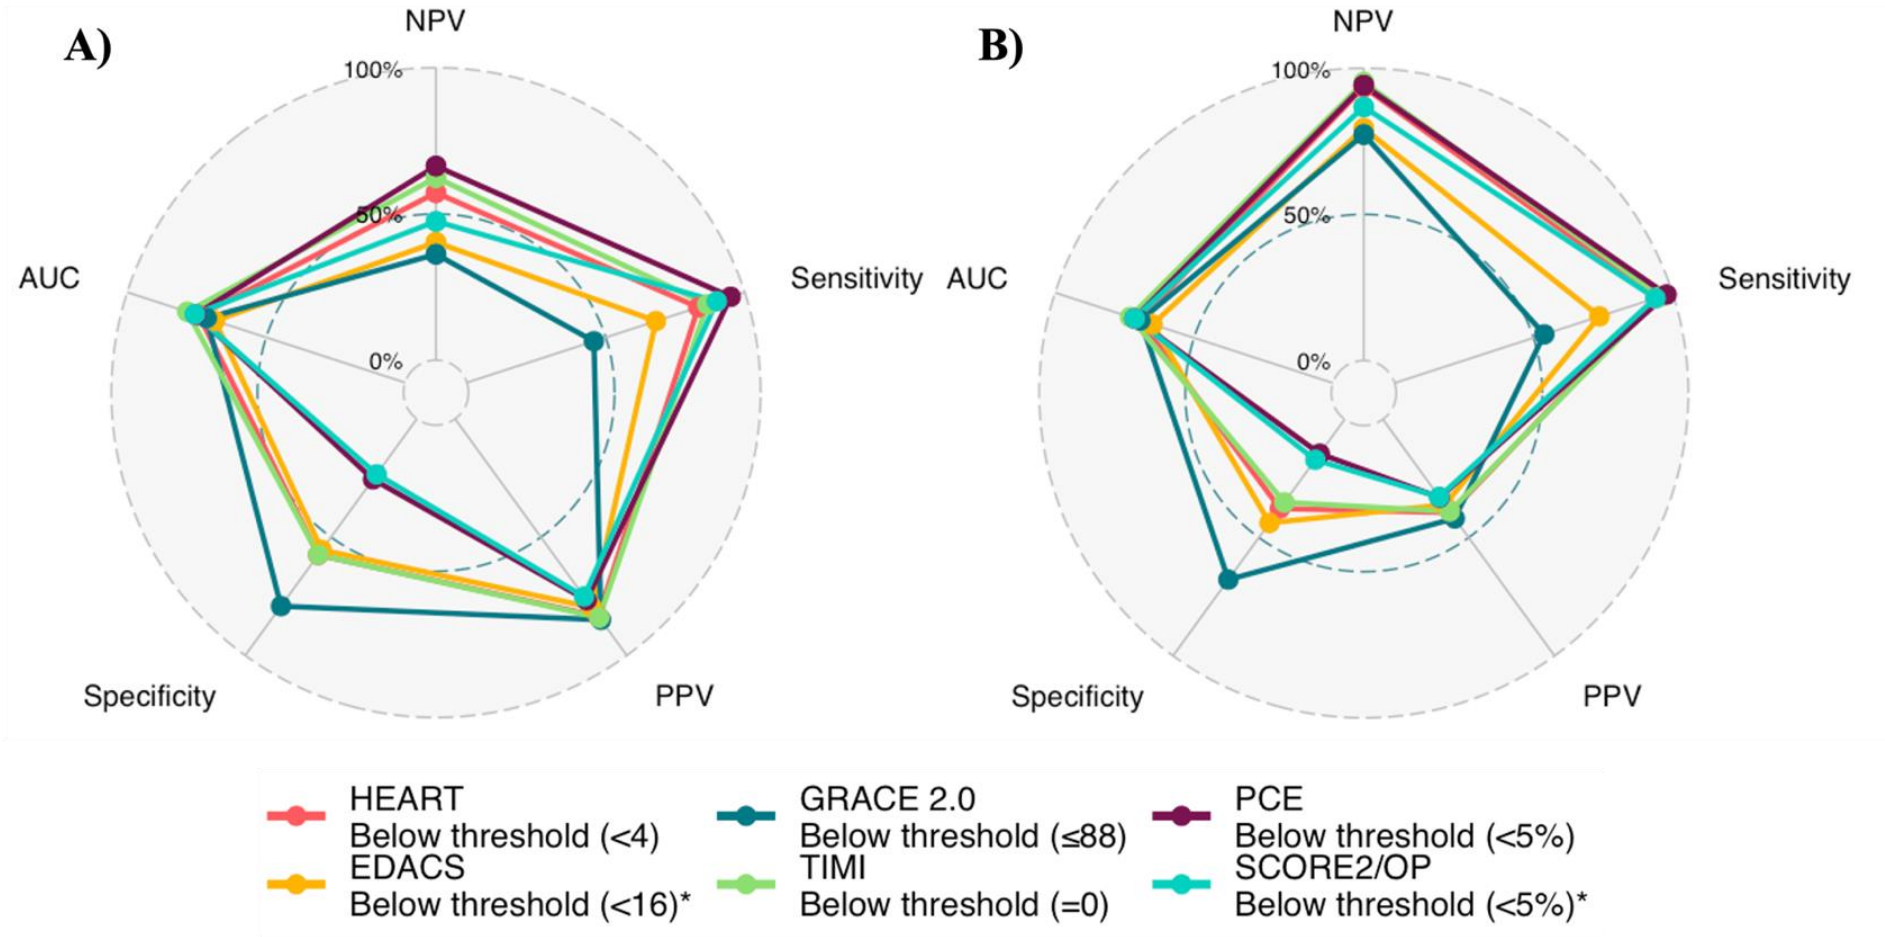 A)
NPV
100%
50%
0%
AUC
Sensitivity
Specificity
PPV
B)
NPV
100%
50%
0%
AUC
Sensitivity
Specificity
PPV
HEART
Below threshold (<4)
EDACS
Below threshold (<16)*
GRACE 2.0
Below threshold (≤88)
TIMI
Below threshold (=0)
PCE
Below threshold (<5%)
SCORE2/OP
Below threshold (<5%)*